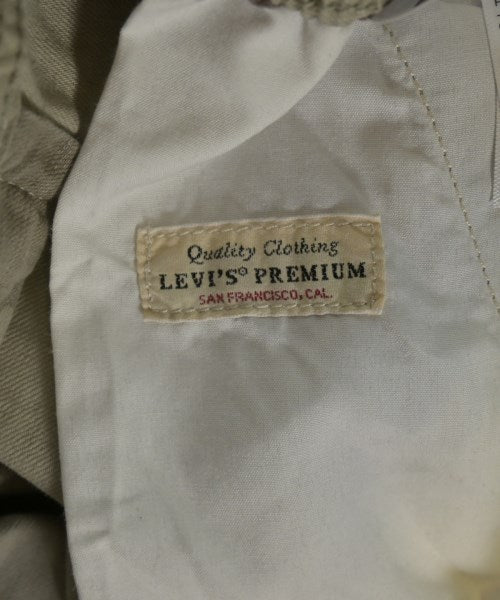 Quality Clothing
LEVI'S® PREMIUM
SAN FRANCISCO, CAL.